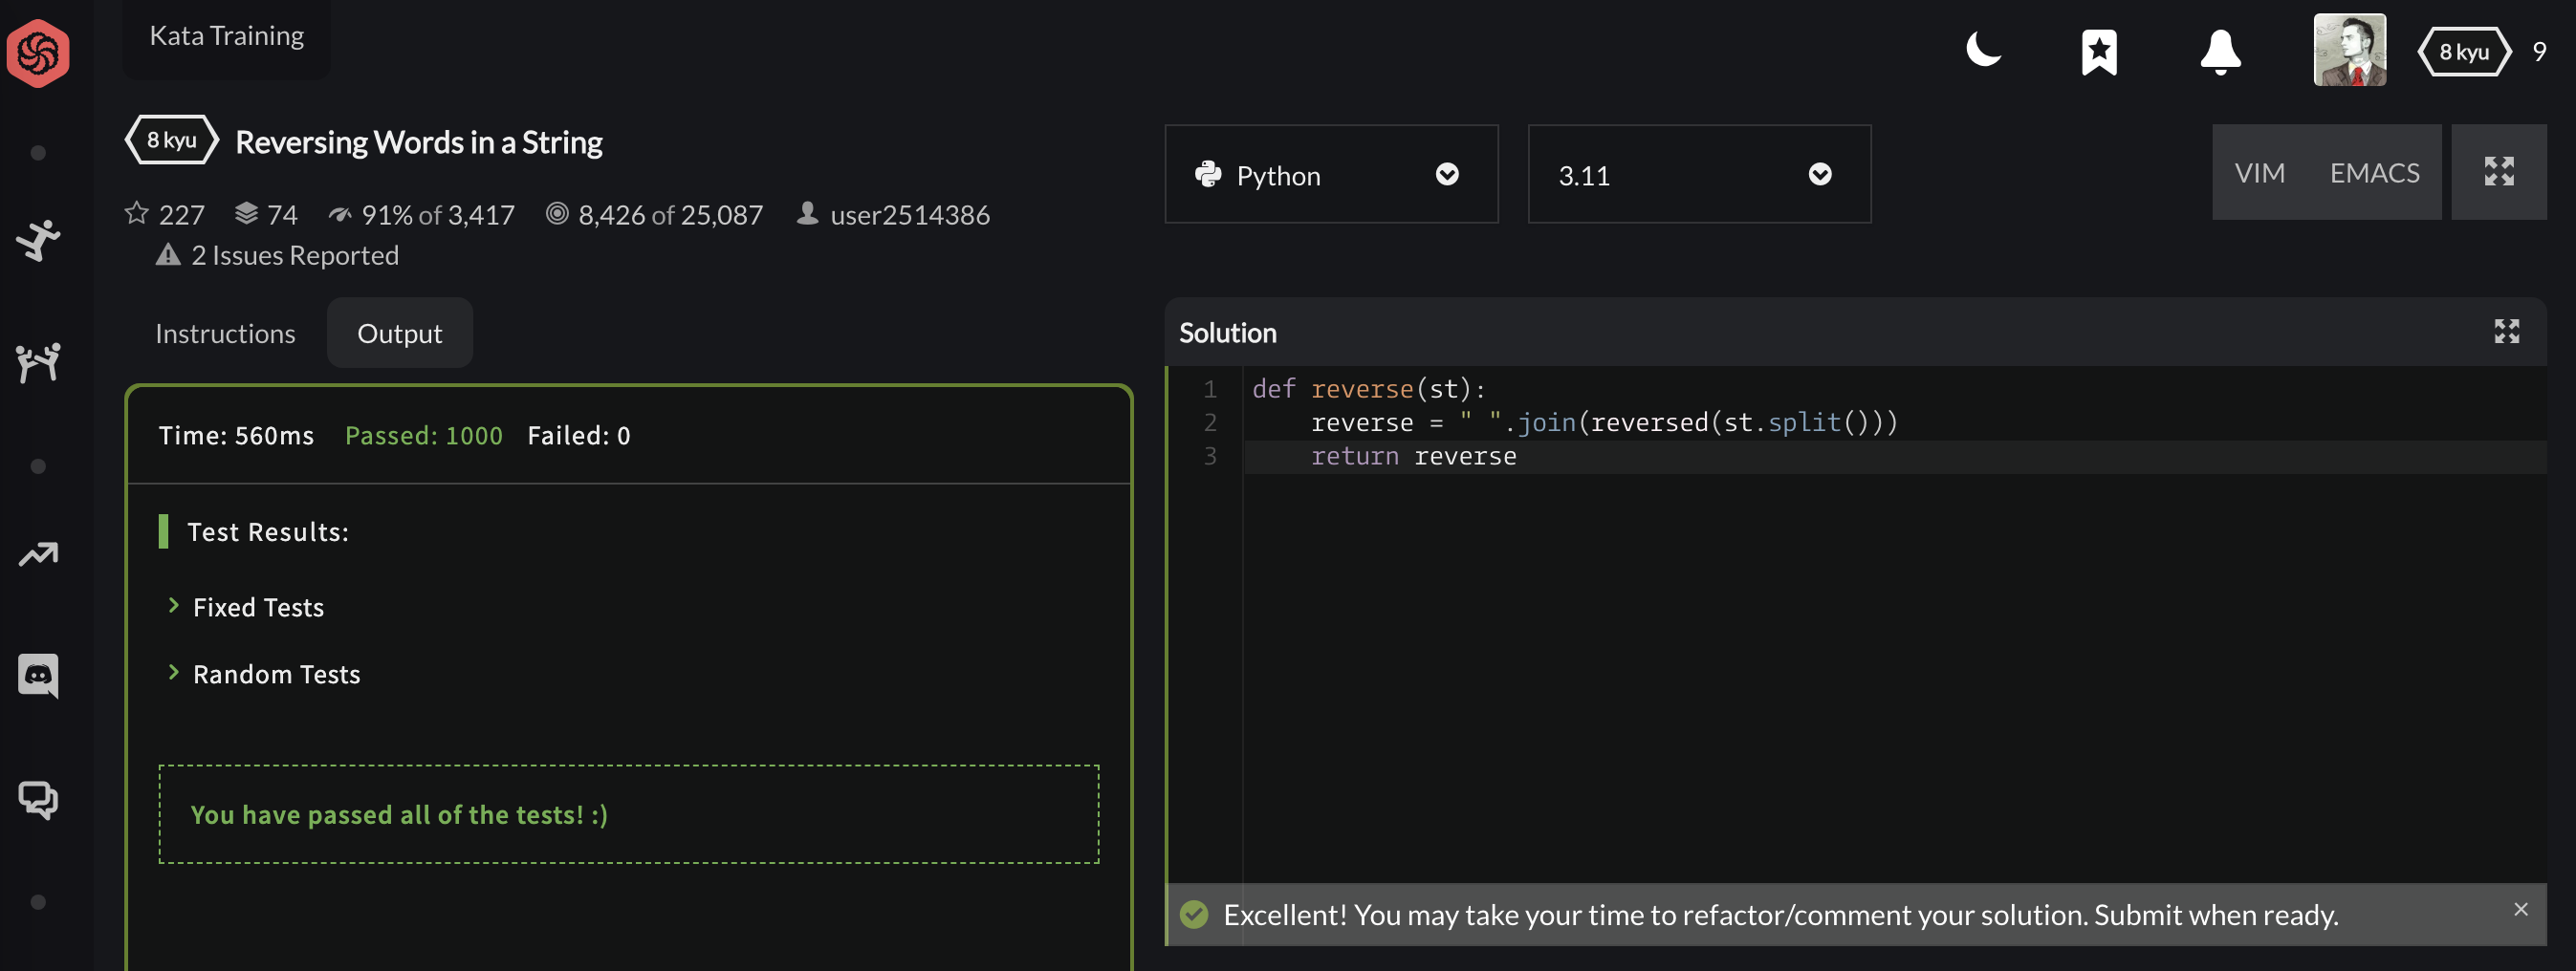 Kata Training
8 kyu 9
8 kyu Reversing Words in a String
227 74 91% of 3,417 8,426 of 25,087 user2514386
2 Issues Reported
Python 3.11 VIM EMACS
Instructions Output
Time: 560ms Passed: 1000 Failed: 0
Test Results:
Fixed Tests
Random Tests
You have passed all of the tests! :)
Solution
1 def reverse(st):
2     reverse = " ".join(reversed(st.split()))
3     return reverse
Excellent! You may take your time to refactor/comment your solution. Submit when ready.